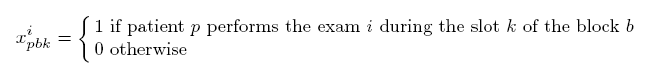 x^i_{pbk} = { 1 if patient p performs the exam i during the slot k of the block b
0 otherwise